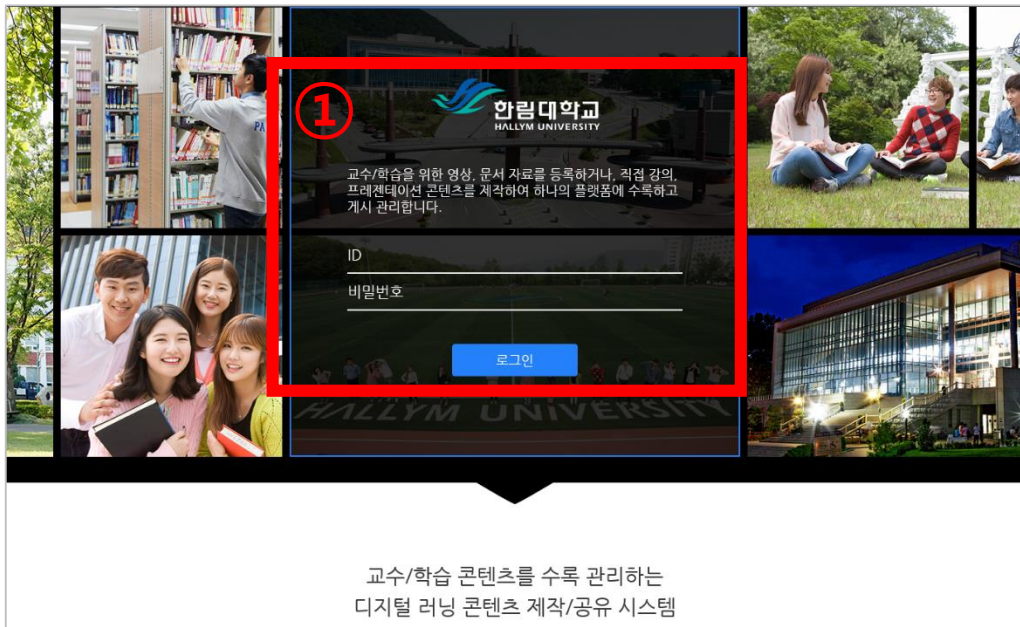 ①
한림대학교
HALLYM UNIVERSITY
교수/학습을 위한 영상, 문서 자료를 등록하거나, 직접 강의,
프레젠테이션 콘텐츠를 제작하여 하나의 플랫폼에 수록하고
게시 관리합니다.
ID
비밀번호
로그인
HALLYM UNIVERSITY
교수/학습 콘텐츠를 수록 관리하는
디지털 러닝 콘텐츠 제작/공유 시스템